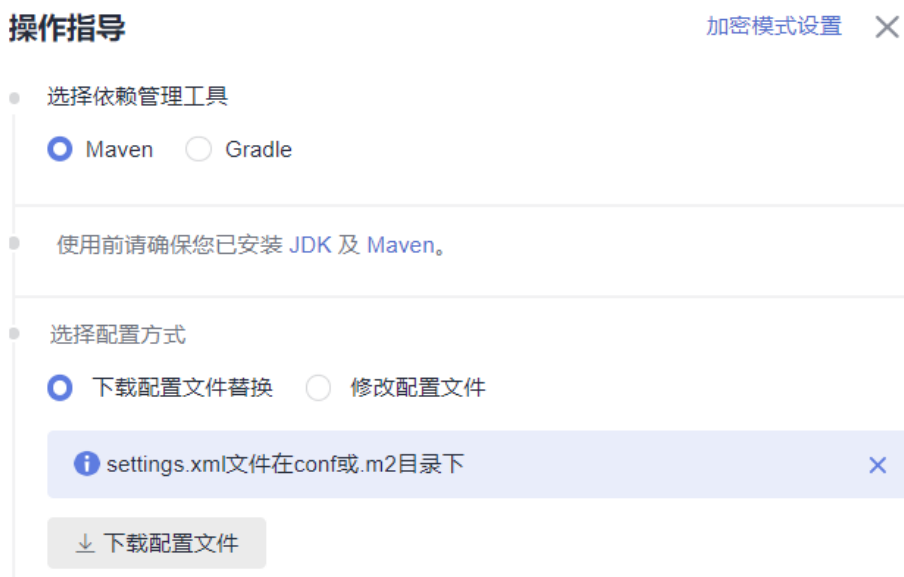 操作指导 加密模式设置
选择依赖管理工具
Maven Gradle
使用前请确保您已安装 JDK 及 Maven。
选择配置方式
下载配置文件替换 修改配置文件
settings.xml文件在conf或.m2目录下
下载配置文件